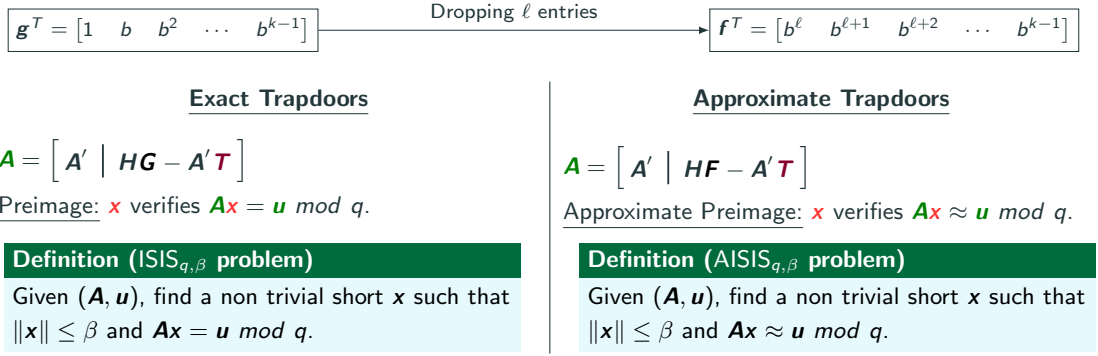 Dropping ℓ entries
g^T = [1 b b^2 ⋯ b^{k−1}]
f^T = [b^ℓ b^{ℓ+1} b^{ℓ+2} ⋯ b^{k−1}]
Exact Trapdoors
A = [ A′ | HG − A′T ]
Preimage: x verifies Ax = u mod q.
Definition (ISIS_{q,β} problem)
Given (A, u), find a non trivial short x such that
‖x‖ ≤ β and Ax = u mod q.
Approximate Trapdoors
A = [ A′ | HF − A′T ]
Approximate Preimage: x verifies Ax ≈ u mod q.
Definition (AISIS_{q,β} problem)
Given (A, u), find a non trivial short x such that
‖x‖ ≤ β and Ax ≈ u mod q.